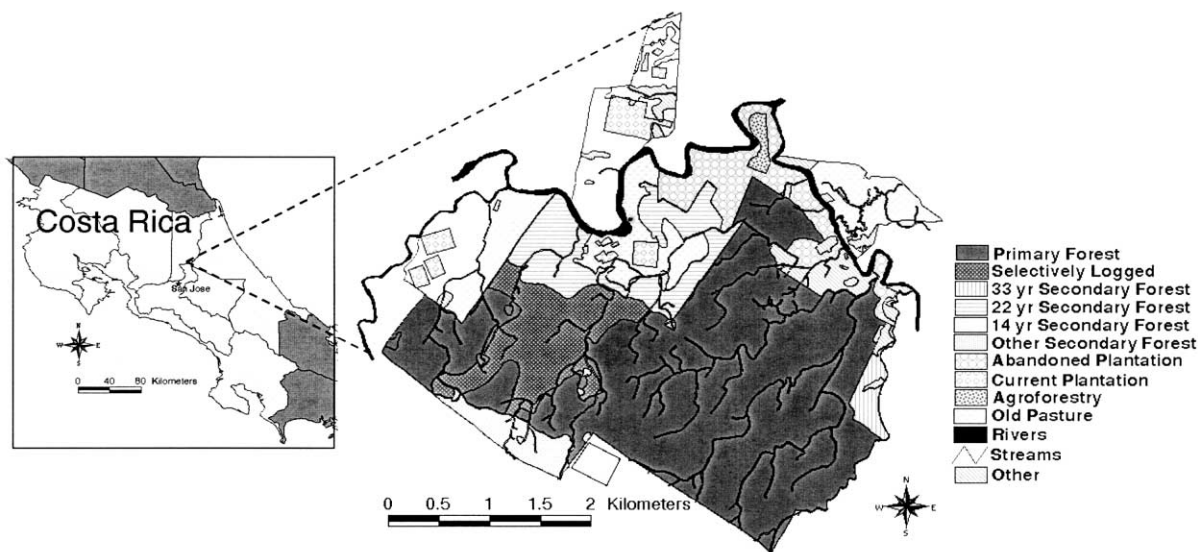 Costa Rica
San Jose
N
W E
S
0 40 80 Kilometers
0 0.5 1 1.5 2 Kilometers
N
W E
S
Primary Forest
Selectively Logged
33 yr Secondary Forest
22 yr Secondary Forest
14 yr Secondary Forest
Other Secondary Forest
Abandoned Plantation
Current Plantation
Agroforestry
Old Pasture
Rivers
Streams
Other